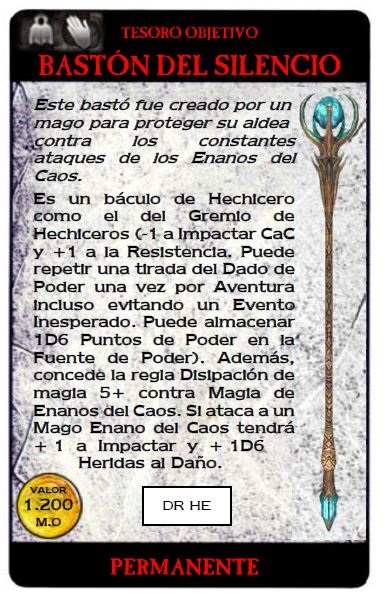 TESORO OBJETIVO
BASTÓN DEL SILENCIO
Este bastó fue creado por un
mago para proteger su aldea
contra los constantes
ataques de los Enanos del
Caos.
Es un báculo de Hechicero
como el del Gremio de
Hechiceros (-1 a Impactar CaC
y +1 a la Resistencia. Puede
repetir una tirada del Dado de
Poder una vez por Aventura
incluso evitando un Evento
Inesperado. Puede almacenar
1D6 Puntos de Poder en la
Fuente de Poder). Además,
concede la regla Disipación de
magia 5+ contra Magia de
Enanos del Caos. Si ataca a un
Mago Enano del Caos tendrá
+ 1 a Impactar y + 1D6
Heridas al Daño.
VALOR
1.200
M.O
DR HE
PERMANENTE